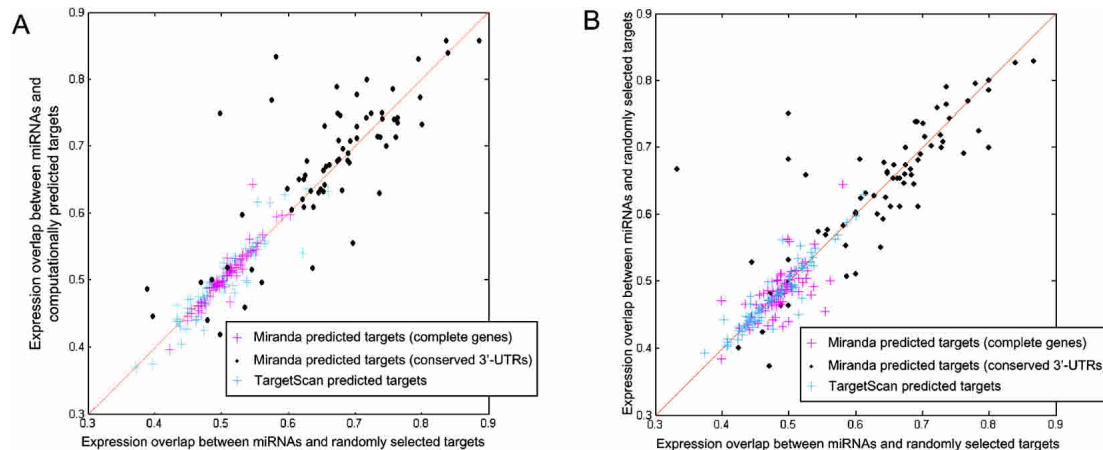 A
Expression overlap between miRNAs and
computationally predicted targets
0.9
0.8
0.7
0.6
0.5
0.4
0.3
0.3 0.4 0.5 0.6 0.7 0.8 0.9
Miranda predicted targets (complete genes)
Miranda predicted targets (conserved 3'-UTRs)
TargetScan predicted targets
Expression overlap between miRNAs and randomly selected targets
B
Expression overlap between miRNAs and randomly selected targets
0.9
0.8
0.7
0.6
0.5
0.4
0.3
0.3 0.4 0.5 0.6 0.7 0.8 0.9
Miranda predicted targets (complete genes)
Miranda predicted targets (conserved 3'-UTRs)
TargetScan predicted targets
Expression overlap between miRNAs and randomly selected targets